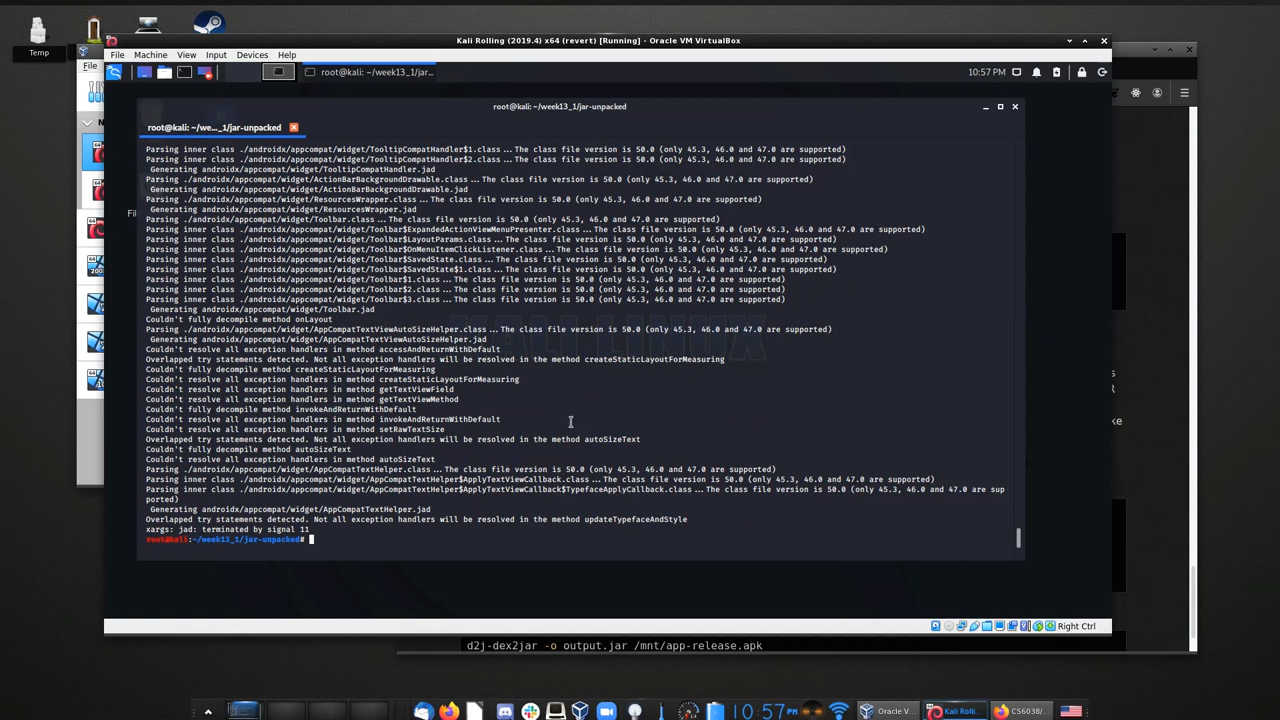 Temp
Kali Rolling (2019.4) x64 (revert) [Running] - Oracle VM VirtualBox
File Machine View Input Devices Help
File
root@kali: ~/week13_1/jar...
10:57 PM
root@kali: ~/week13_1/jar-unpacked
root@kali: ~/we..._1/jar-unpacked
Parsing inner class ./androidx/appcompat/widget/TooltipCompatHandler$1.class...The class file version is 50.0 (only 45.3, 46.0 and 47.0 are supported)
Parsing inner class ./androidx/appcompat/widget/TooltipCompatHandler$2.class...The class file version is 50.0 (only 45.3, 46.0 and 47.0 are supported)
Generating androidx/appcompat/widget/TooltipCompatHandler.jad
Parsing ./androidx/appcompat/widget/ActionBarBackgroundDrawable.class...The class file version is 50.0 (only 45.3, 46.0 and 47.0 are supported)
Generating androidx/appcompat/widget/ActionBarBackgroundDrawable.jad
Parsing ./androidx/appcompat/widget/ResourcesWrapper.class...The class file version is 50.0 (only 45.3, 46.0 and 47.0 are supported)
Generating androidx/appcompat/widget/ResourcesWrapper.jad
Parsing ./androidx/appcompat/widget/Toolbar.class...The class file version is 50.0 (only 45.3, 46.0 and 47.0 are supported)
Parsing inner class ./androidx/appcompat/widget/Toolbar$ExpandedActionViewMenuPresenter.class...The class file version is 50.0 (only 45.3, 46.0 and 47.0 are supported)
Parsing inner class ./androidx/appcompat/widget/Toolbar$LayoutParams.class...The class file version is 50.0 (only 45.3, 46.0 and 47.0 are supported)
Parsing inner class ./androidx/appcompat/widget/Toolbar$OnMenuItemClickListener.class...The class file version is 50.0 (only 45.3, 46.0 and 47.0 are supported)
Parsing inner class ./androidx/appcompat/widget/Toolbar$SavedState.class...The class file version is 50.0 (only 45.3, 46.0 and 47.0 are supported)
Parsing inner class ./androidx/appcompat/widget/Toolbar$SavedState$1.class...The class file version is 50.0 (only 45.3, 46.0 and 47.0 are supported)
Parsing inner class ./androidx/appcompat/widget/Toolbar$1.class...The class file version is 50.0 (only 45.3, 46.0 and 47.0 are supported)
Parsing inner class ./androidx/appcompat/widget/Toolbar$2.class...The class file version is 50.0 (only 45.3, 46.0 and 47.0 are supported)
Parsing inner class ./androidx/appcompat/widget/Toolbar$3.class...The class file version is 50.0 (only 45.3, 46.0 and 47.0 are supported)
Generating androidx/appcompat/widget/Toolbar.jad
Couldn't fully decompile method onLayout
Parsing ./androidx/appcompat/widget/AppCompatTextViewAutoSizeHelper.class...The class file version is 50.0 (only 45.3, 46.0 and 47.0 are supported)
Generating androidx/appcompat/widget/AppCompatTextViewAutoSizeHelper.jad
Couldn't resolve all exception handlers in method accessAndReturnWithDefault
Overlapped try statements detected. Not all exception handlers will be resolved in the method createStaticLayoutForMeasuring
Couldn't fully decompile method createStaticLayoutForMeasuring
Couldn't resolve all exception handlers in method createStaticLayoutForMeasuring
Couldn't resolve all exception handlers in method getTextViewField
Couldn't resolve all exception handlers in method getTextViewMethod
Couldn't fully decompile method invokeAndReturnWithDefault
Couldn't resolve all exception handlers in method invokeAndReturnWithDefault
Couldn't resolve all exception handlers in method setRawTextSize
Overlapped try statements detected. Not all exception handlers will be resolved in the method autoSizeText
Couldn't fully decompile method autoSizeText
Couldn't resolve all exception handlers in method autoSizeText
Parsing ./androidx/appcompat/widget/AppCompatTextHelper.class...The class file version is 50.0 (only 45.3, 46.0 and 47.0 are supported)
Parsing inner class ./androidx/appcompat/widget/AppCompatTextHelper$ApplyTextViewCallback.class...The class file version is 50.0 (only 45.3, 46.0 and 47.0 are supported)
Parsing inner class ./androidx/appcompat/widget/AppCompatTextHelper$ApplyTextViewCallback$TypefaceApplyCallback.class...The class file version is 50.0 (only 45.3, 46.0 and 47.0 are sup
ported)
Generating androidx/appcompat/widget/AppCompatTextHelper.jad
Overlapped try statements detected. Not all exception handlers will be resolved in the method updateTypefaceAndStyle
xargs: jad: terminated by signal 11
root@kali:~/week13_1/jar-unpacked#
KALI LINUX
Right Ctrl
d2j-dex2jar -o output.jar /mnt/app-release.apk
10:57 PM
Oracle V...
Kali Rolli...
CS6038/...